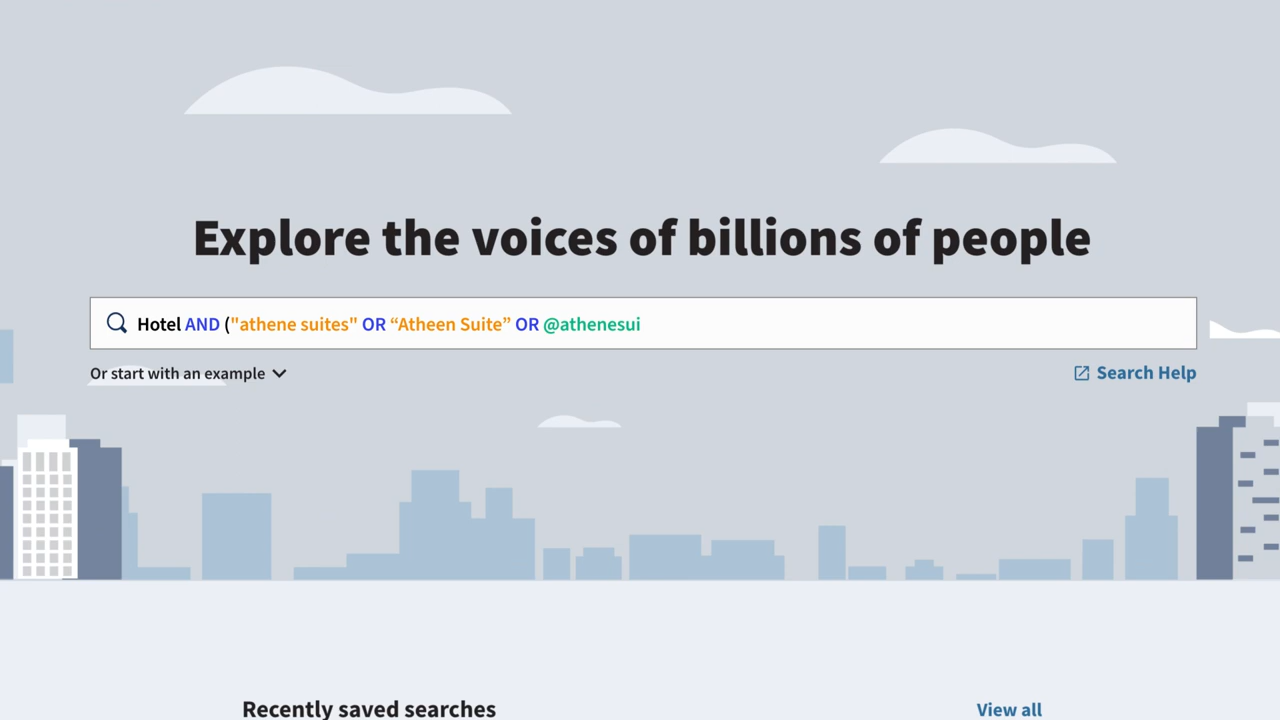 Explore the voices of billions of people
Hotel AND ("athene suites" OR “Atheen Suite” OR @athenesui
Or start with an example
Search Help
Recently saved searches
View all